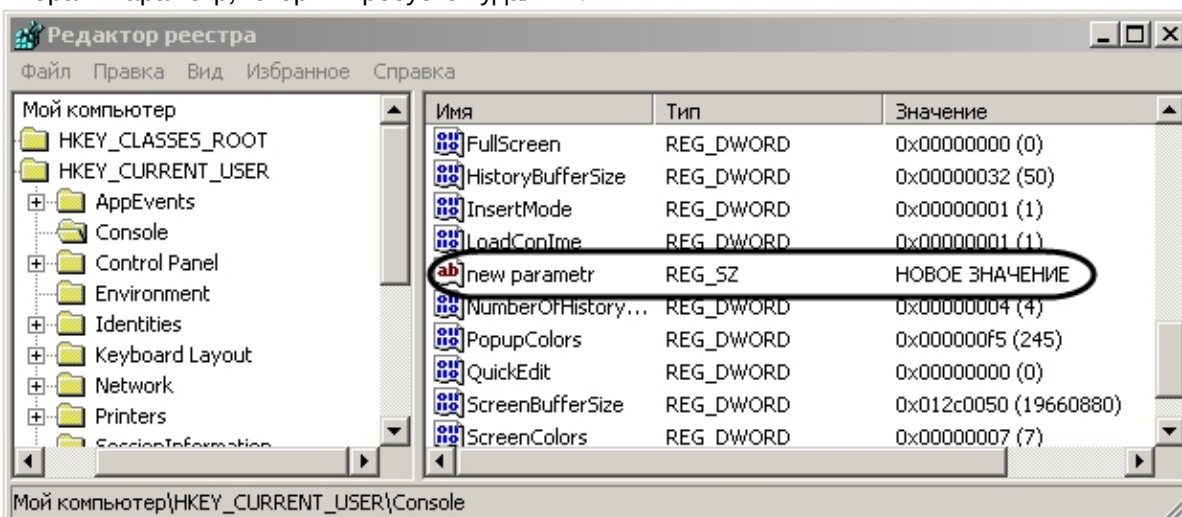 Редактор реестра
Файл Правка Вид Избранное Справка
Мой компьютер
HKEY_CLASSES_ROOT
HKEY_CURRENT_USER
AppEvents
Console
Control Panel
Environment
Identities
Keyboard Layout
Network
Printers
SessionInformation
Имя Тип Значение
FullScreen REG_DWORD 0x00000000 (0)
HistoryBufferSize REG_DWORD 0x00000032 (50)
InsertMode REG_DWORD 0x00000001 (1)
LoadConIme REG_DWORD 0x00000001 (1)
new parametr REG_SZ НОВОЕ ЗНАЧЕНИЕ
NumberOfHistory... REG_DWORD 0x00000004 (4)
PopupColors REG_DWORD 0x000000f5 (245)
QuickEdit REG_DWORD 0x00000000 (0)
ScreenBufferSize REG_DWORD 0x012c0050 (19660880)
ScreenColors REG_DWORD 0x00000007 (7)
Мой компьютер\HKEY_CURRENT_USER\Console